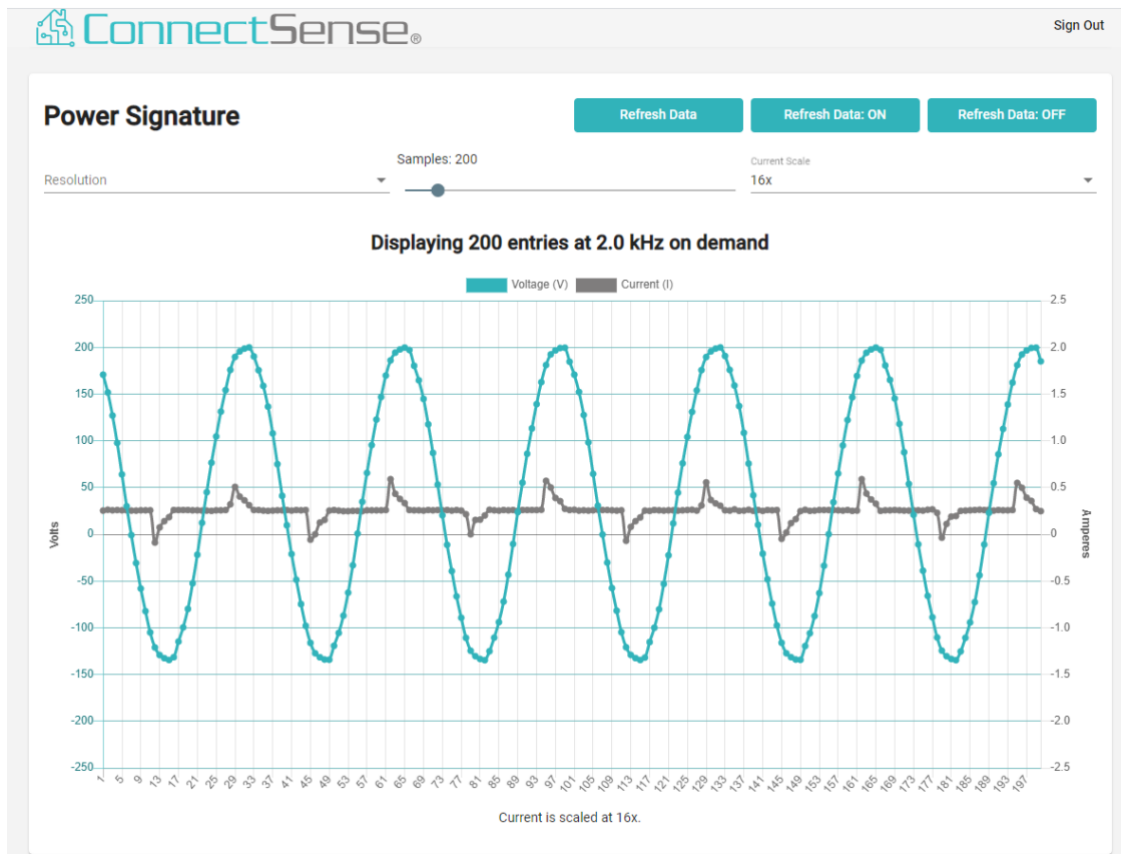 ConnectSense®
Sign Out
Power Signature
Refresh Data
Refresh Data: ON
Refresh Data: OFF
Resolution
Samples: 200
Current Scale
16x
Displaying 200 entries at 2.0 kHz on demand
Voltage (V)
Current (I)
250
200
150
100
50
0
-50
-100
-150
-200
-250
Volts
2.5
2.0
1.5
1.0
0.5
0
-0.5
-1.0
-1.5
-2.0
-2.5
Amperes
1 5 9 13 17 21 25 29 33 37 41 45 49 53 57 61 65 69 73 77 81 85 89 93 97 101 105 109 113 117 121 125 129 133 137 141 145 149 153 157 161 165 169 173 177 181 185 189 193 197
Current is scaled at 16x.